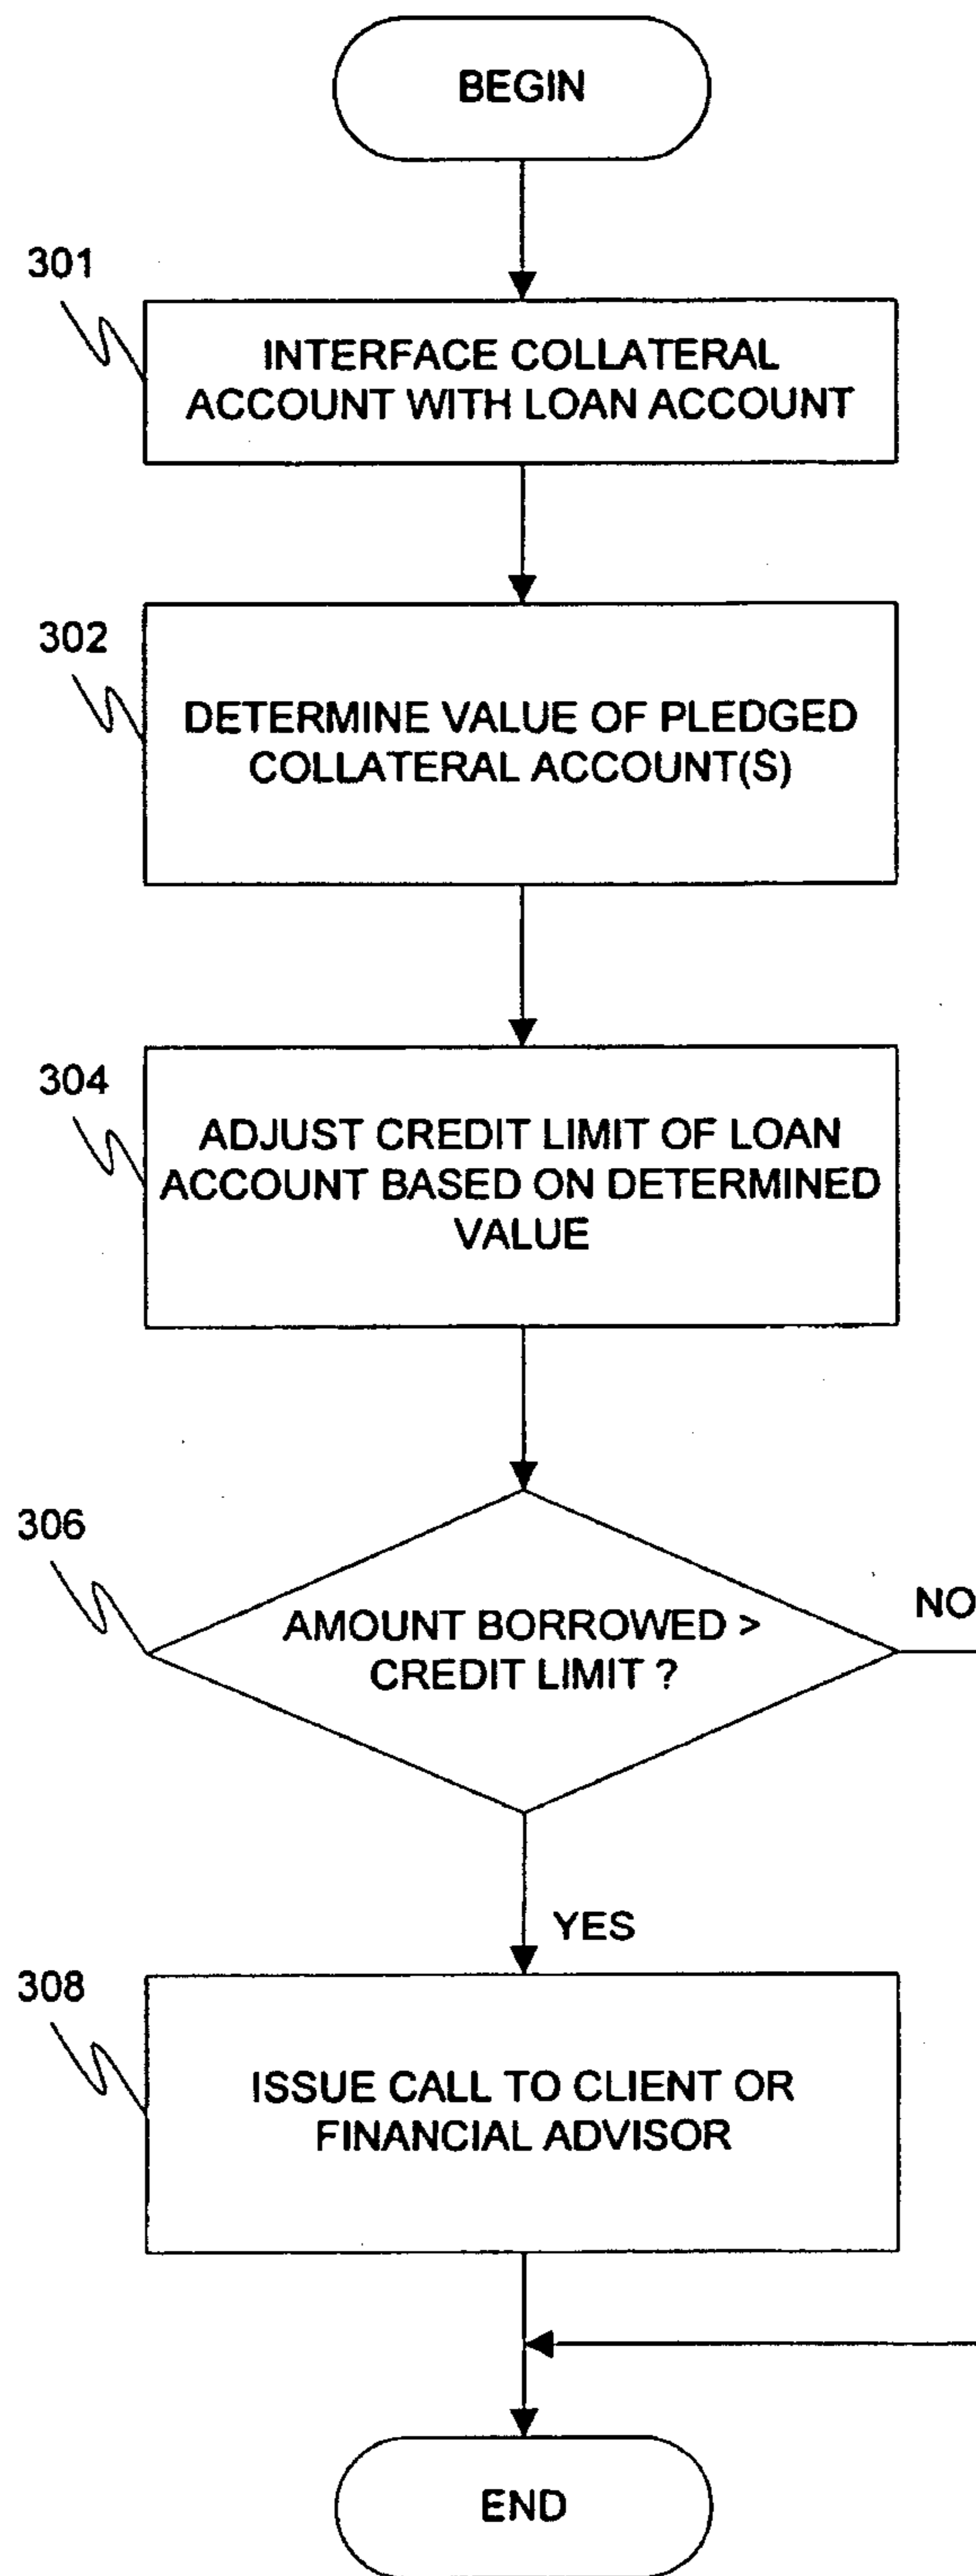 BEGIN
301
INTERFACE COLLATERAL
ACCOUNT WITH LOAN ACCOUNT
302
DETERMINE VALUE OF PLEDGED
COLLATERAL ACCOUNT(S)
304
ADJUST CREDIT LIMIT OF LOAN
ACCOUNT BASED ON DETERMINED
VALUE
306
AMOUNT BORROWED >
CREDIT LIMIT ?
NO
YES
308
ISSUE CALL TO CLIENT OR
FINANCIAL ADVISOR
END